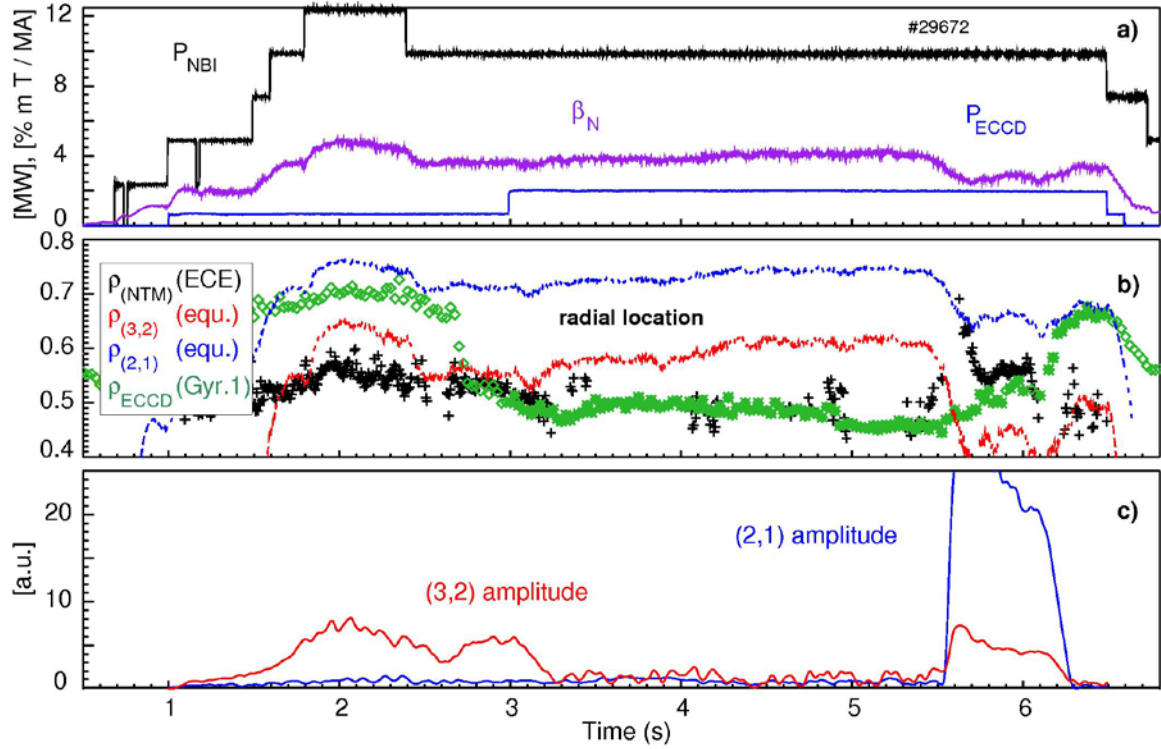 12
8
4
0
[MW], [% m T / MA]
P_NBI
#29672
a)
β_N
P_ECCD
0.8
0.7
0.6
0.5
0.4
ρ_(NTM) (ECE)
ρ_(3,2) (equ.)
ρ_(2,1) (equ.)
ρ_ECCD (Gyr.1)
radial location
b)
20
10
0
[a.u.]
c)
(2,1) amplitude
(3,2) amplitude
1 2 3 4 5 6
Time (s)